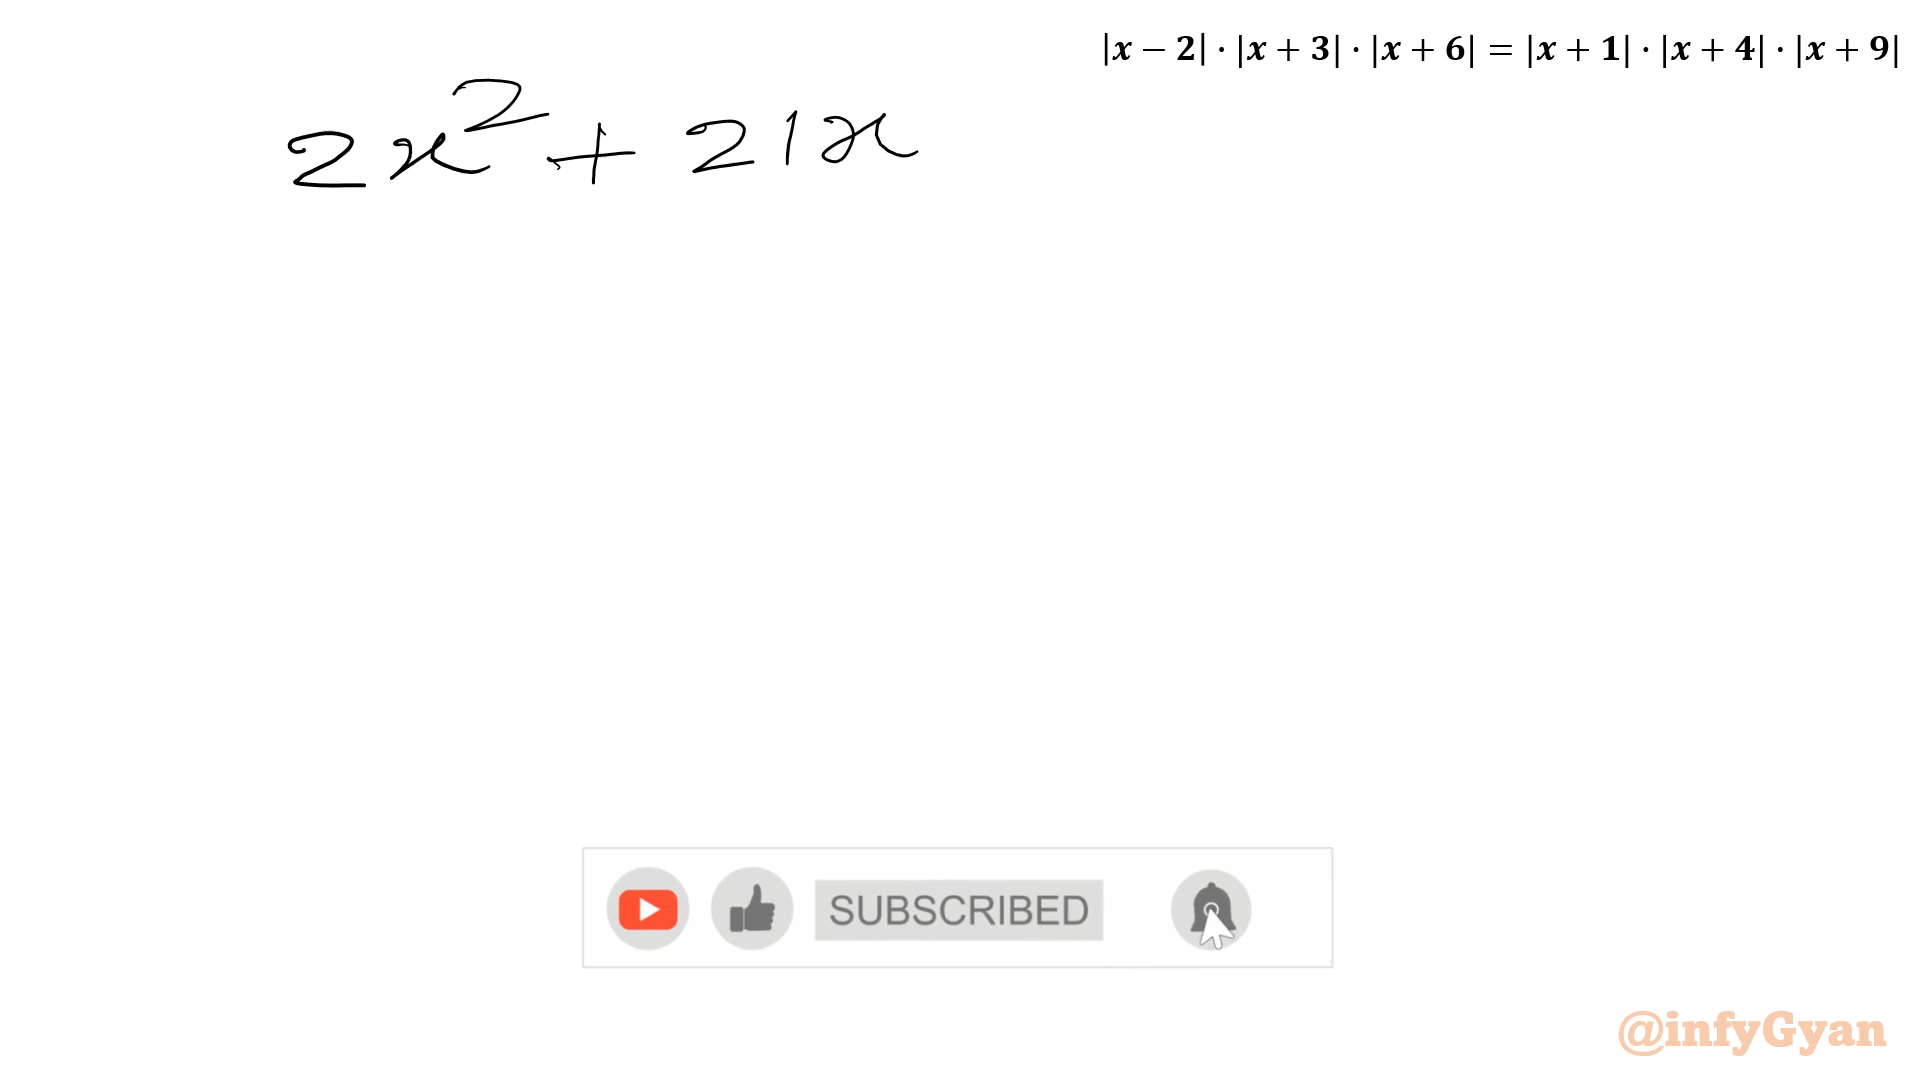 |x − 2| · |x + 3| · |x + 6| = |x + 1| · |x + 4| · |x + 9|
2x² + 21x
SUBSCRIBED
@infyGyan